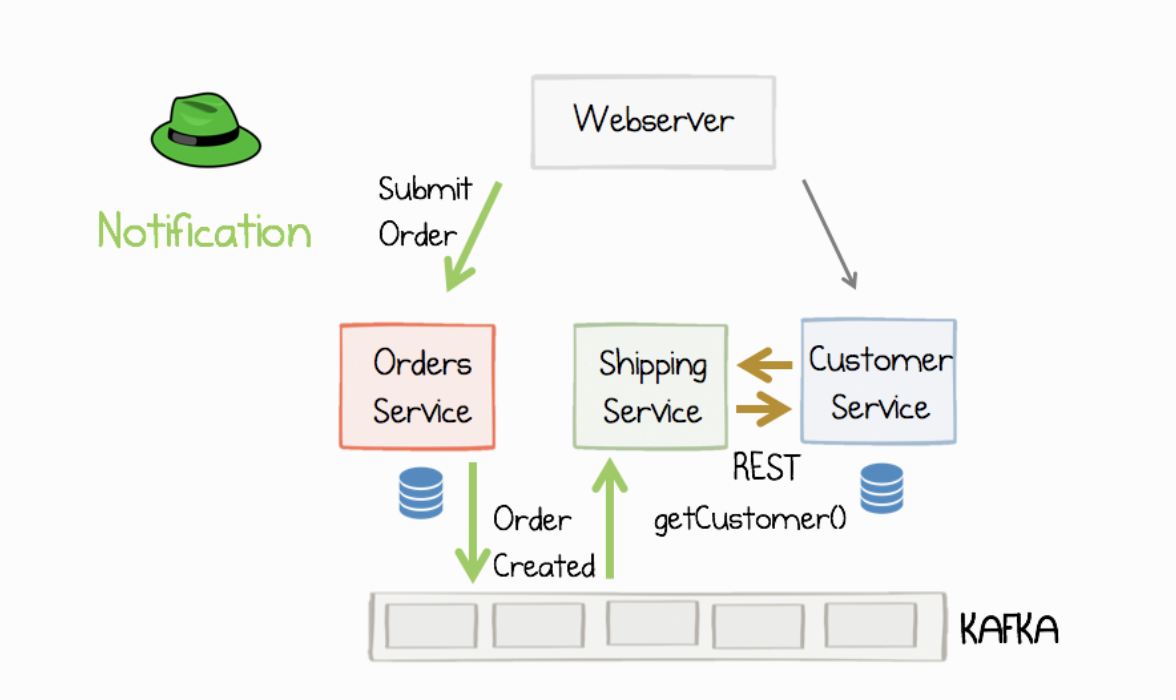 Webserver
Notification
Submit
Order
Orders
Service
Shipping
Service
Customer
Service
REST
getCustomer()
Order
Created
KAFKA